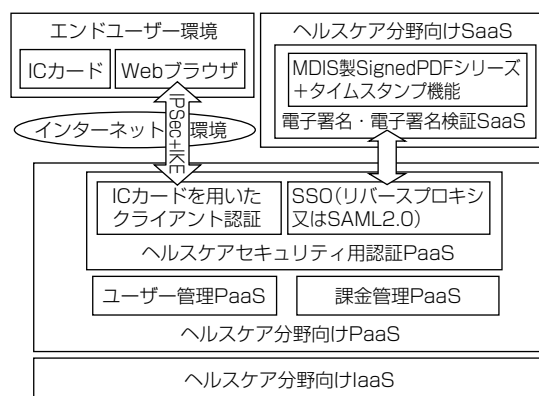 エンドユーザー環境
ICカード
Webブラウザ
ヘルスケア分野向けSaaS
MDIS製SignedPDFシリーズ
+タイムスタンプ機能
電子署名・電子署名検証SaaS
インターネット環境
IPSec+IKE
ICカードを用いた
クライアント認証
SSO(リバースプロキシ
又はSAML2.0)
ヘルスケアセキュリティ用認証PaaS
ユーザー管理PaaS
課金管理PaaS
ヘルスケア分野向けPaaS
ヘルスケア分野向けIaaS